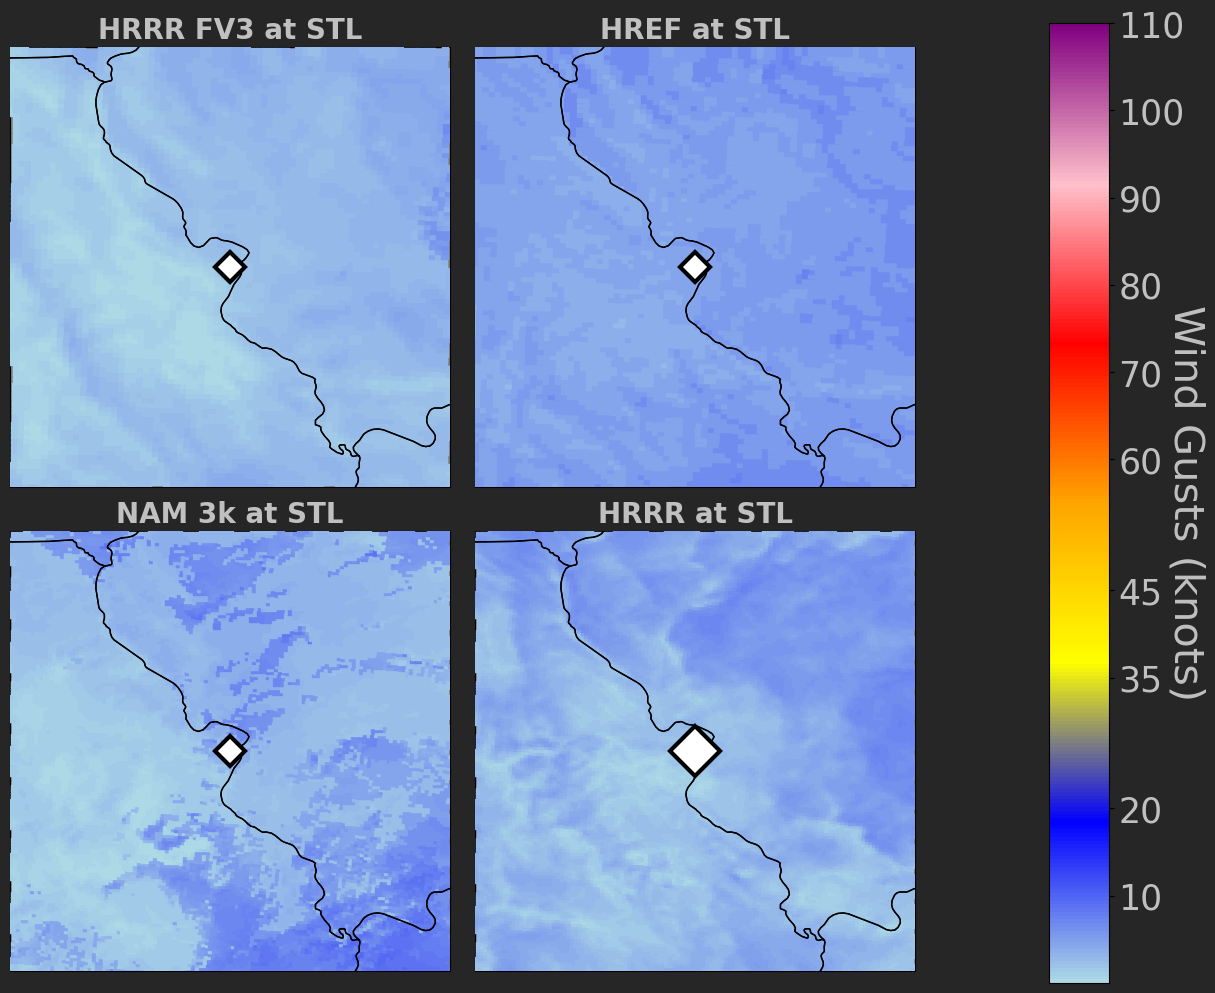 HRRR FV3 at STL
HREF at STL
NAM 3k at STL
HRRR at STL
110
100
90
80
70
60
45
35
20
10
Wind Gusts (knots)